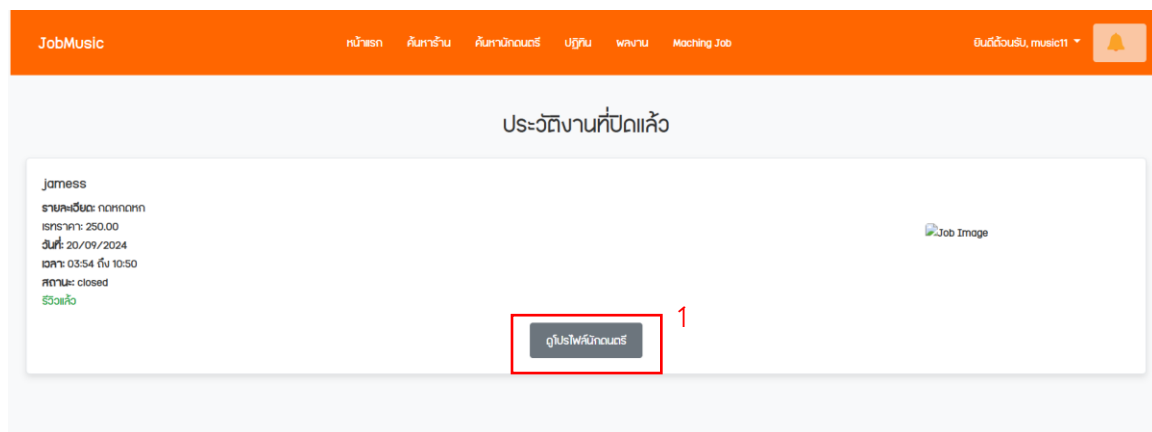 JobMusic หน้าแรก ค้นหาร้าน ค้นหานักดนตรี ปฏิทิน ผลงาน Maching Job ยินดีต้อนรับ, music11
ประวัติงานที่ปิดแล้ว
jamess
รายละเอียด: กดหกดหก
เรทราคา: 250.00
วันที่: 20/09/2024
เวลา: 03:54 ถึง 10:50
สถานะ: closed
รีวิวแล้ว
Job Image
ดูโปรไฟล์นักดนตรี
1